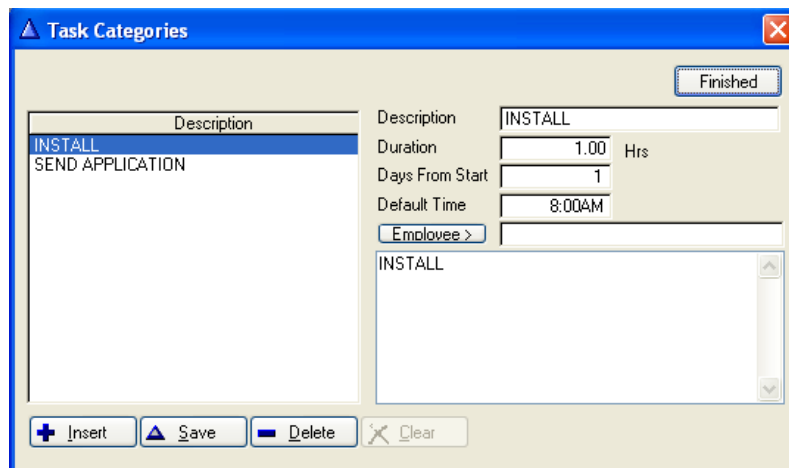 Task Categories
Finished
Description
INSTALL
SEND APPLICATION
Description INSTALL
Duration 1.00 Hrs
Days From Start 1
Default Time 8:00AM
Employee >
INSTALL
Insert Save Delete Clear